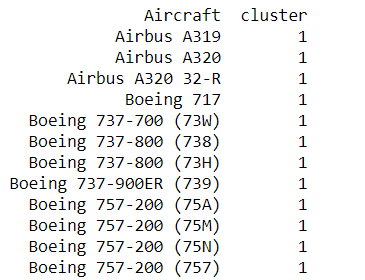 Aircraft cluster
Airbus A319 1
Airbus A320 1
Airbus A320 32-R 1
Boeing 717 1
Boeing 737-700 (73W) 1
Boeing 737-800 (738) 1
Boeing 737-800 (73H) 1
Boeing 737-900ER (739) 1
Boeing 757-200 (75A) 1
Boeing 757-200 (75M) 1
Boeing 757-200 (75N) 1
Boeing 757-200 (757) 1